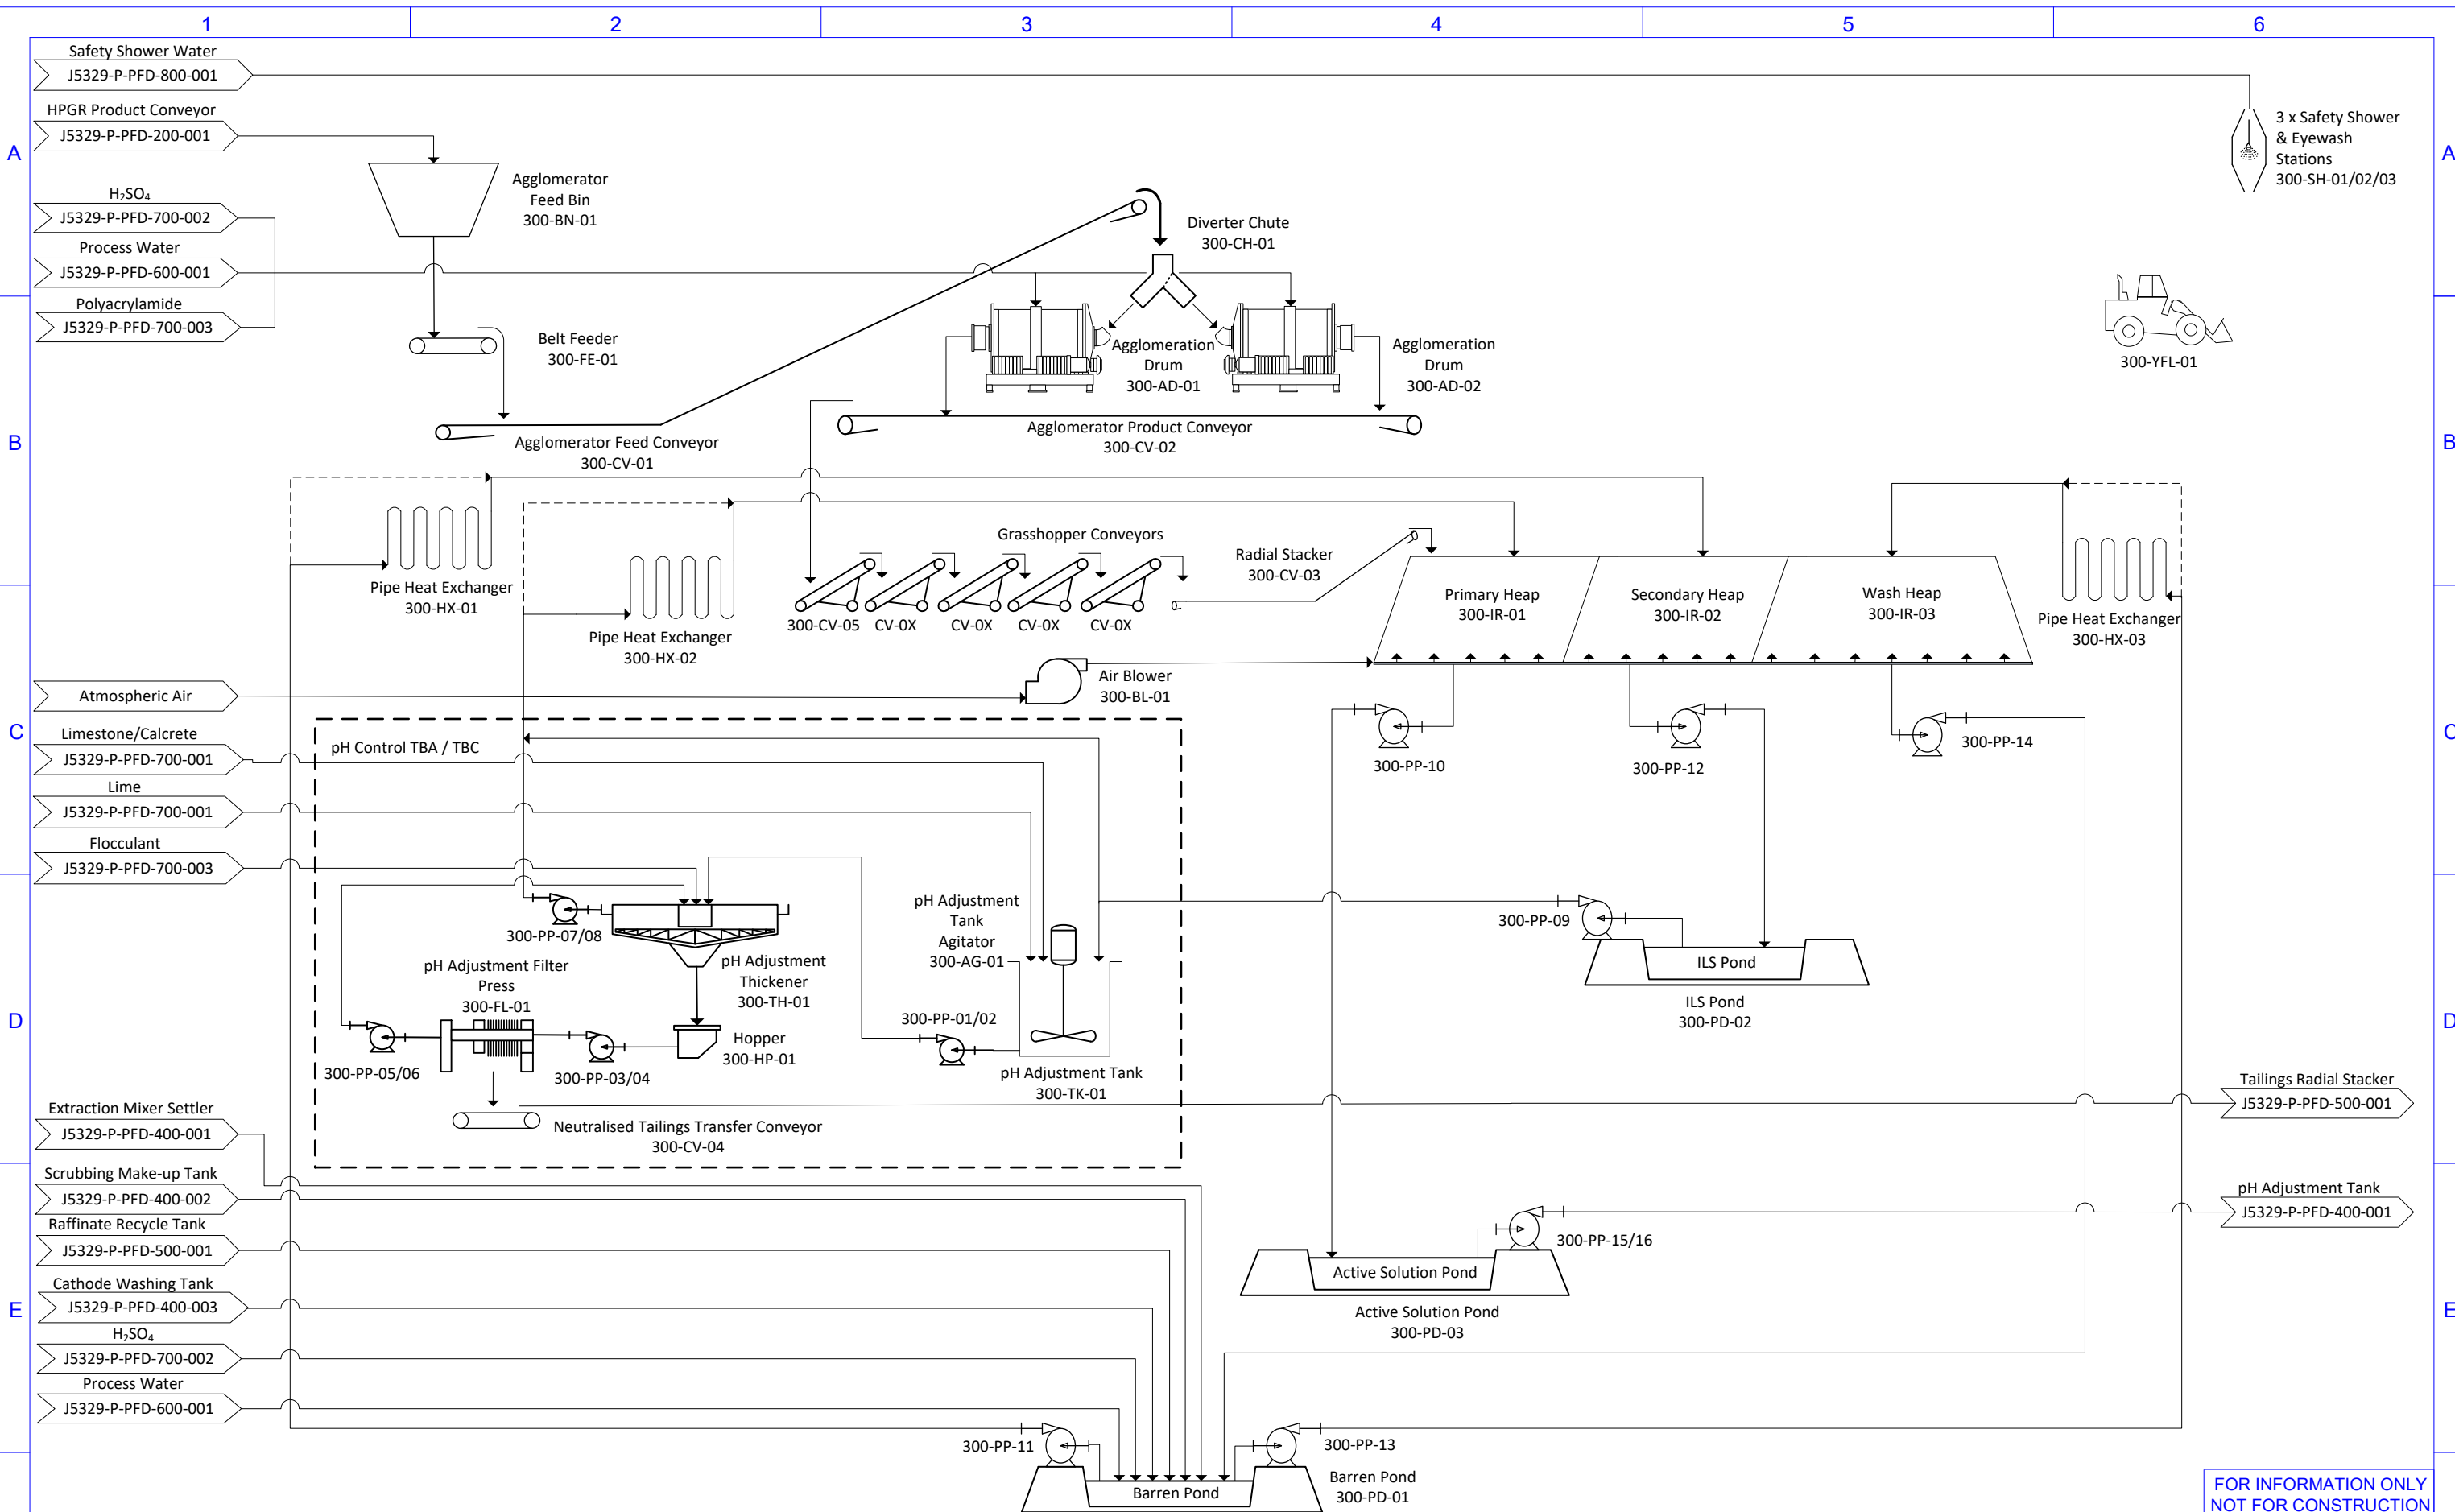 1
2
3
4
5
6
A
A
B
B
C
C
D
D
E
E
Safety Shower Water
J5329-P-PFD-800-001
HPGR Product Conveyor
J5329-P-PFD-200-001
H₂SO₄
J5329-P-PFD-700-002
Process Water
J5329-P-PFD-600-001
Polyacrylamide
J5329-P-PFD-700-003
Agglomerator
Feed Bin
300-BN-01
Belt Feeder
300-FE-01
Agglomerator Feed Conveyor
300-CV-01
Diverter Chute
300-CH-01
Agglomeration
Drum
300-AD-01
Agglomeration
Drum
300-AD-02
Agglomerator Product Conveyor
300-CV-02
3 x Safety Shower
& Eyewash
Stations
300-SH-01/02/03
300-YFL-01
Pipe Heat Exchanger
300-HX-01
Pipe Heat Exchanger
300-HX-02
Grasshopper Conveyors
300-CV-05
CV-0X
CV-0X
CV-0X
CV-0X
Radial Stacker
300-CV-03
Primary Heap
300-IR-01
Secondary Heap
300-IR-02
Wash Heap
300-IR-03
Pipe Heat Exchanger
300-HX-03
Atmospheric Air
Air Blower
300-BL-01
Limestone/Calcrete
J5329-P-PFD-700-001
Lime
J5329-P-PFD-700-001
Flocculant
J5329-P-PFD-700-003
pH Control TBA / TBC
300-PP-10
300-PP-12
300-PP-14
300-PP-07/08
pH Adjustment
Thickener
300-TH-01
pH Adjustment
Tank
Agitator
300-AG-01
300-PP-09
ILS Pond
ILS Pond
300-PD-02
pH Adjustment Filter
Press
300-FL-01
300-PP-05/06
300-PP-03/04
Hopper
300-HP-01
300-PP-01/02
pH Adjustment Tank
300-TK-01
Neutralised Tailings Transfer Conveyor
300-CV-04
Tailings Radial Stacker
J5329-P-PFD-500-001
Extraction Mixer Settler
J5329-P-PFD-400-001
Scrubbing Make-up Tank
J5329-P-PFD-400-002
Raffinate Recycle Tank
J5329-P-PFD-500-001
Cathode Washing Tank
J5329-P-PFD-400-003
H₂SO₄
J5329-P-PFD-700-002
Process Water
J5329-P-PFD-600-001
pH Adjustment Tank
J5329-P-PFD-400-001
300-PP-15/16
Active Solution Pond
Active Solution Pond
300-PD-03
300-PP-11
300-PP-13
Barren Pond
Barren Pond
300-PD-01
FOR INFORMATION ONLY
NOT FOR CONSTRUCTION